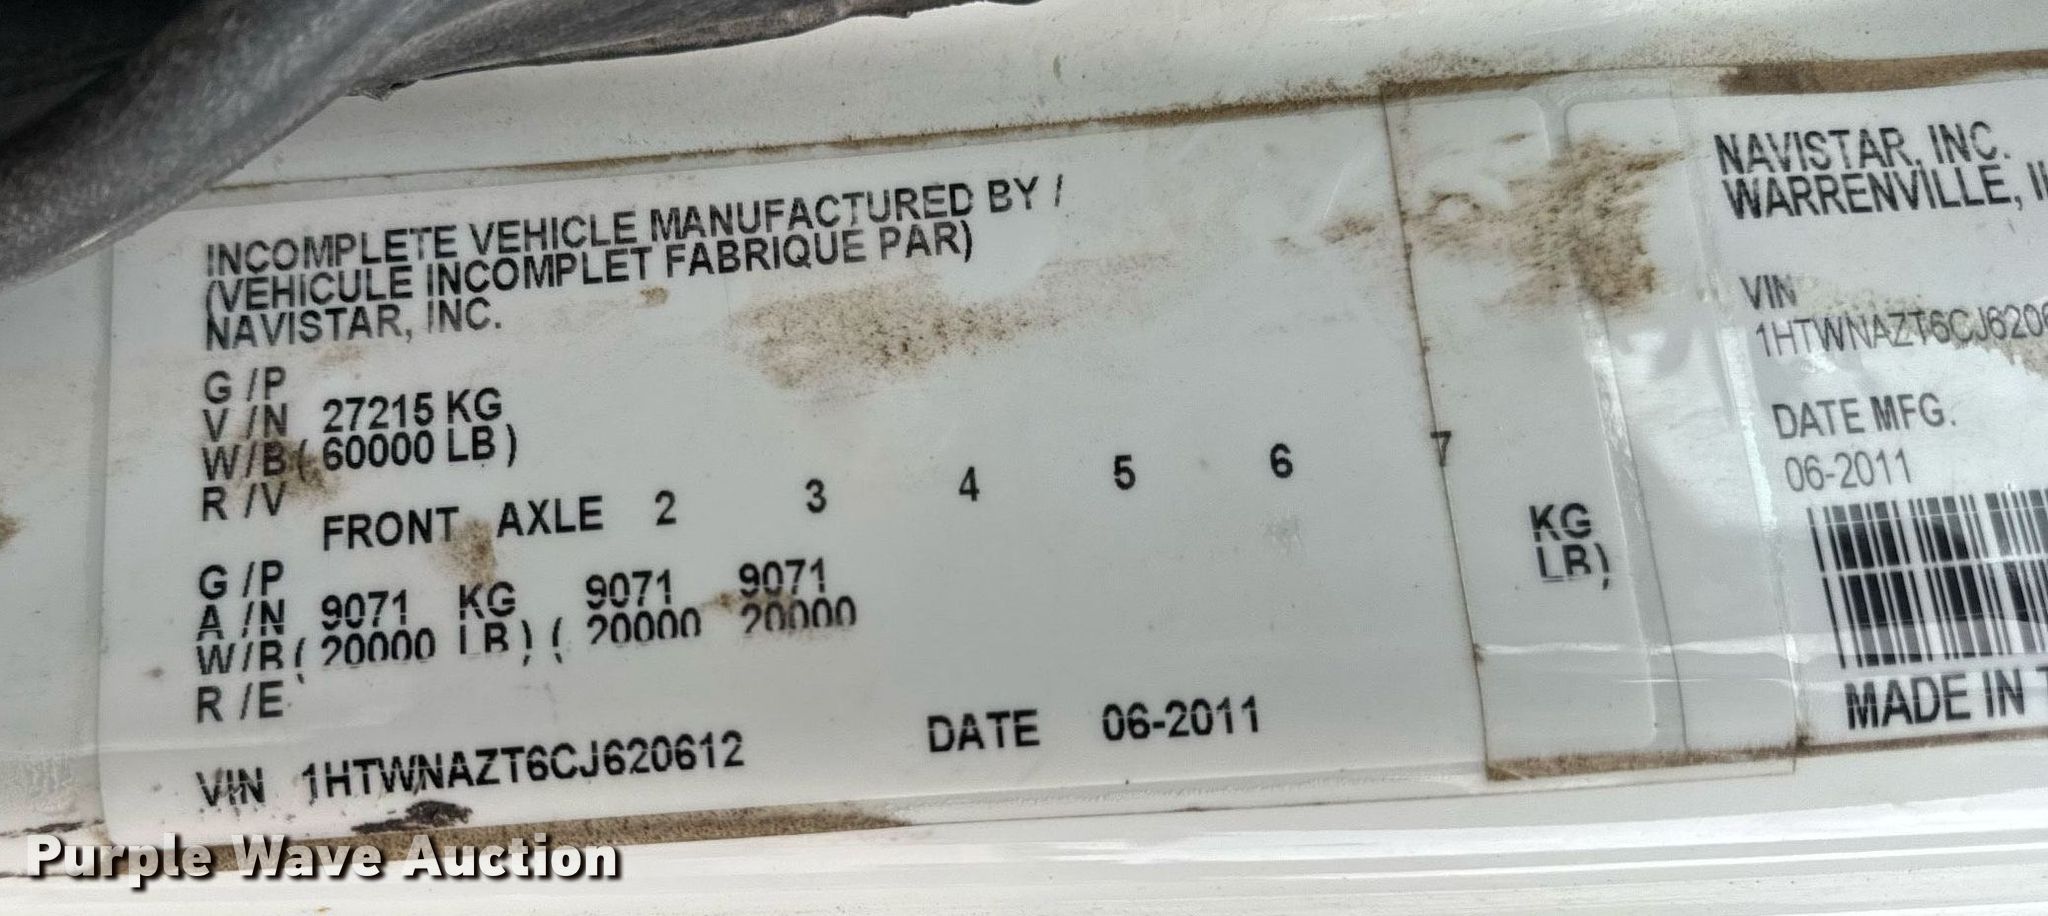 INCOMPLETE VEHICLE MANUFACTURED BY /
(VEHICULE INCOMPLET FABRIQUE PAR)
NAVISTAR, INC.
G /P
V /N 27215 KG
W/B ( 60000 LB )
R /V
FRONT AXLE 2 3 4 5 6 7
G /P
A /N 9071 KG 9071 9071 KG
W/B ( 20000 LB ) ( 20000 20000 LB )
R /E
VIN 1HTWNAZT6CJ620612 DATE 06-2011
NAVISTAR, INC.
WARRENVILLE,
VIN
1HTWNAZT6CJ620
DATE MFG.
06-2011
MADE IN
Purple Wave Auction